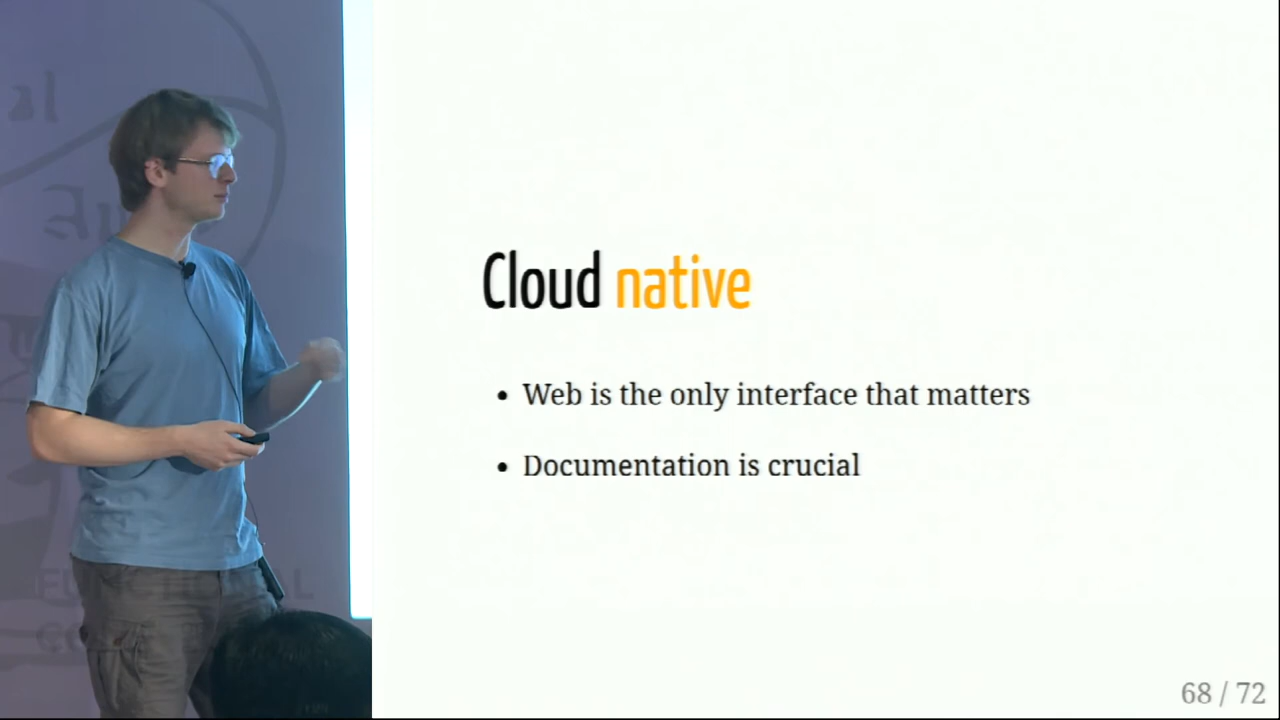 Cloud native
• Web is the only interface that matters
• Documentation is crucial
68 / 72